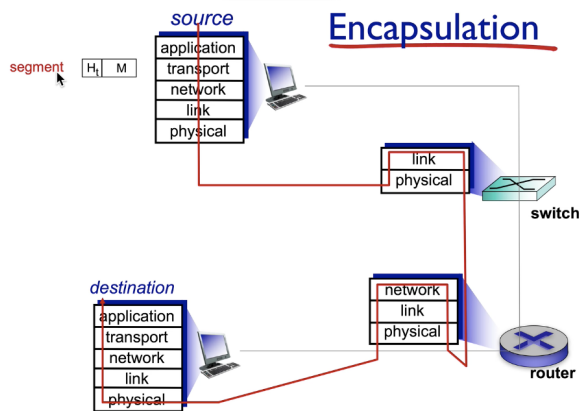 Encapsulation
source
application
transport
network
link
physical
segment
Ht M
link
physical
switch
destination
application
transport
network
link
physical
network
link
physical
router